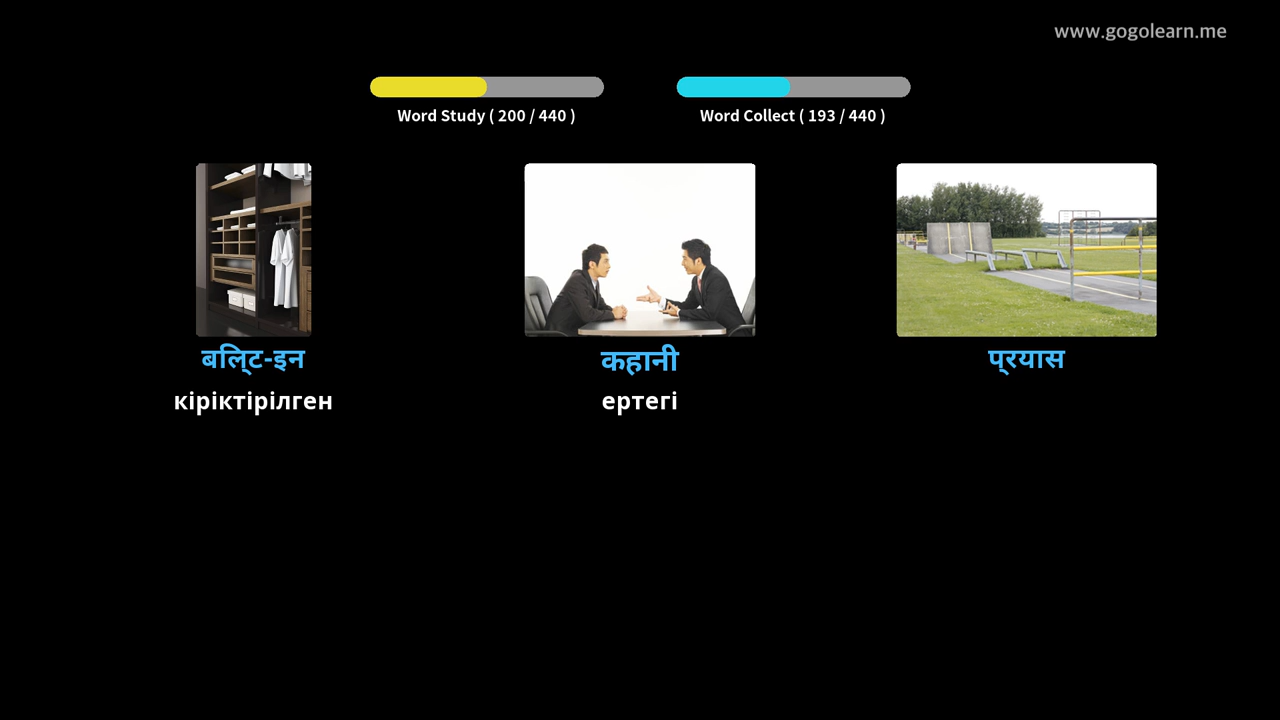 www.gogolearn.me
Word Study ( 200 / 440 )
Word Collect ( 193 / 440 )
बिल्ट-इन
कहानी
प्रयास
кіріктірілген
ертегі